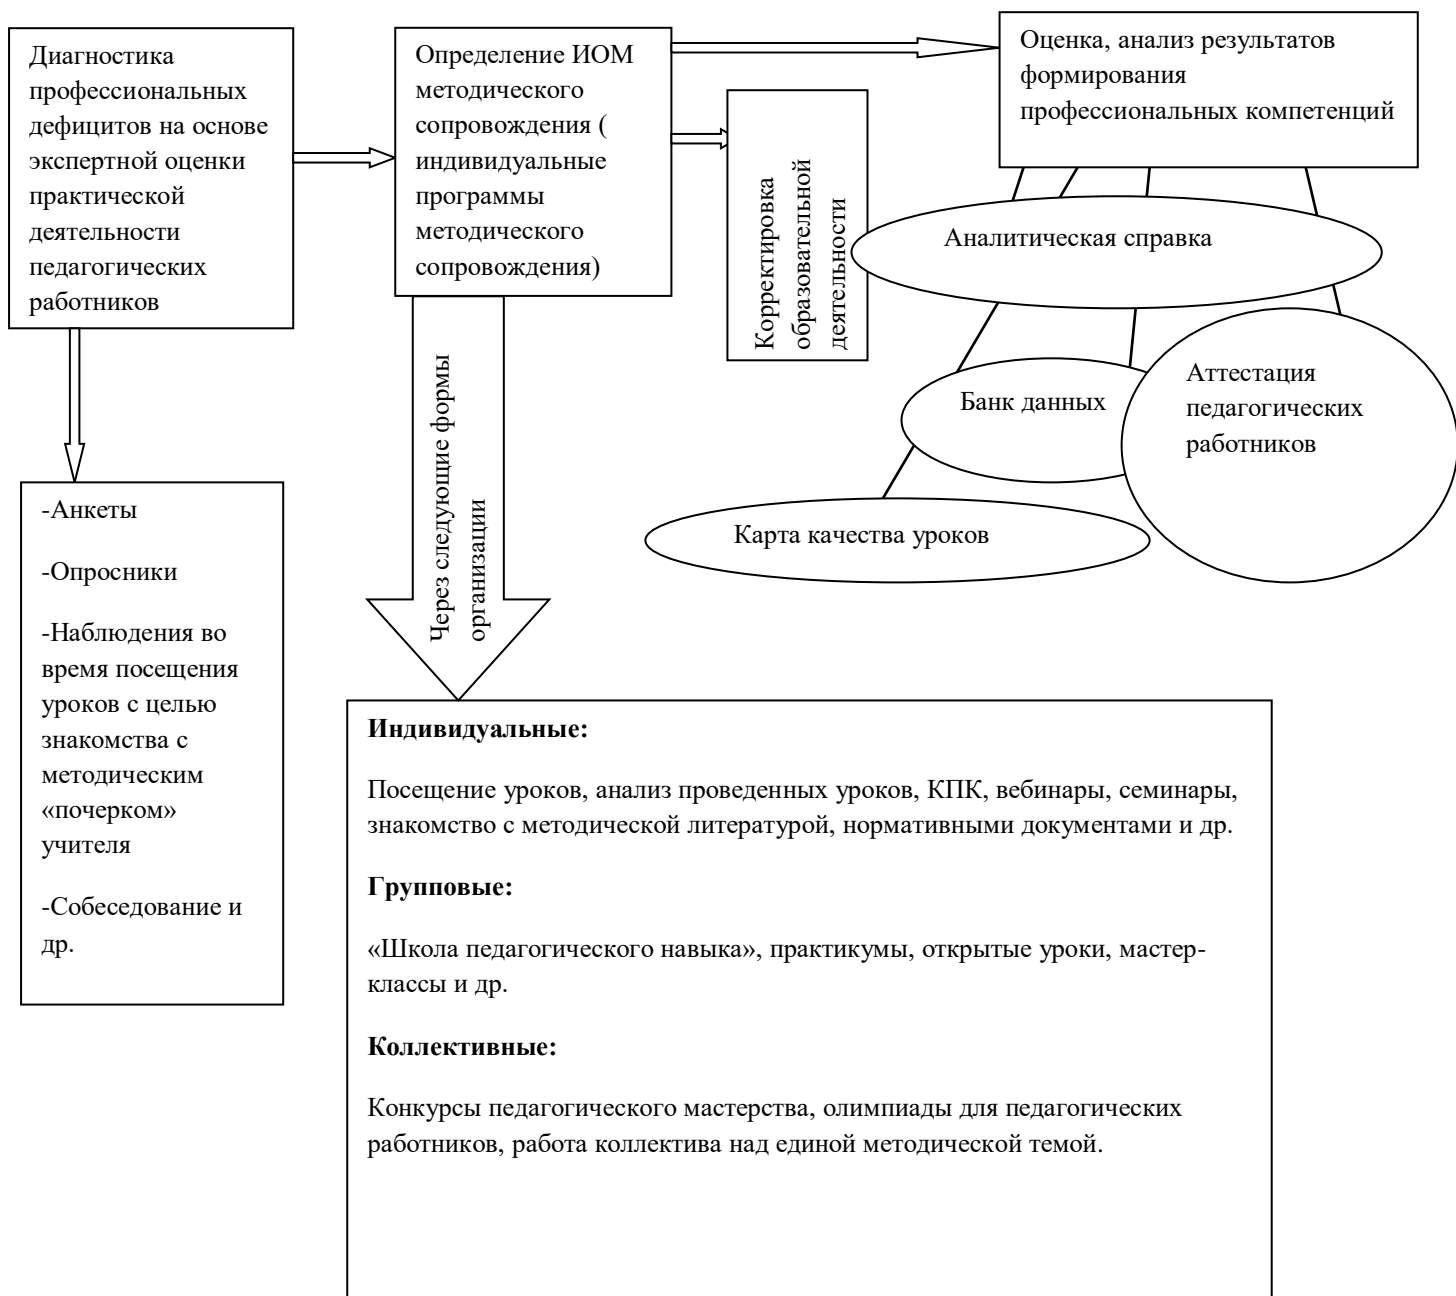 Диагностика
профессиональных
дефицитов на основе
экспертной оценки
практической
деятельности
педагогических
работников
Определение ИОМ
методического
сопровождения (
индивидуальные
программы
методического
сопровождения)
Оценка, анализ результатов
формирования
профессиональных компетенций
Корректировка
образовательной
деятельности
Аналитическая справка
Банк данных
Аттестация
педагогических
работников
Карта качества уроков
Через следующие формы
организации
-Анкеты
-Опросники
-Наблюдения во
время посещения
уроков с целью
знакомства с
методическим
«почерком»
учителя
-Собеседование и
др.
Индивидуальные:
Посещение уроков, анализ проведенных уроков, КПК, вебинары, семинары,
знакомство с методической литературой, нормативными документами и др.
Групповые:
«Школа педагогического навыка», практикумы, открытые уроки, мастер-
классы и др.
Коллективные:
Конкурсы педагогического мастерства, олимпиады для педагогических
работников, работа коллектива над единой методической темой.